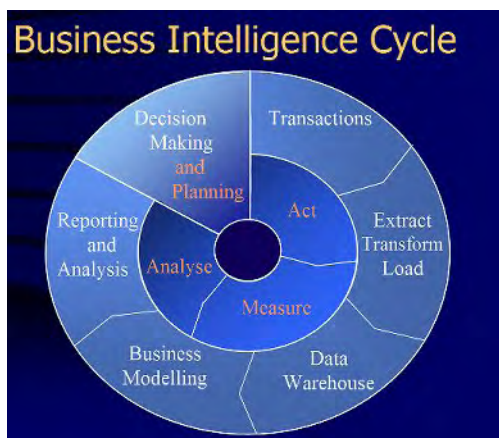 Business Intelligence Cycle
Decision
Making
and
Planning
Transactions
Act
Extract
Transform
Load
Reporting
and
Analysis
Analyse
Measure
Business
Modelling
Data
Warehouse